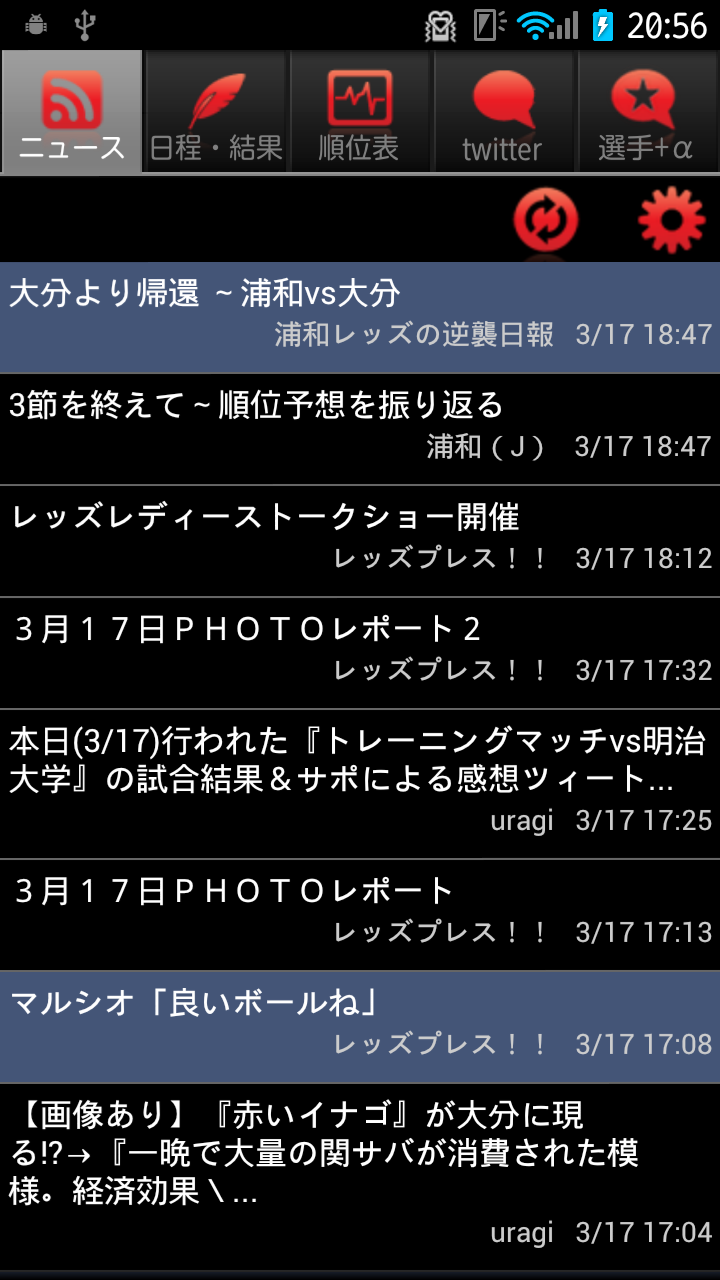 20:56
ニュース
日程・結果
順位表
twitter
選手+α
大分より帰還 ～浦和vs大分
浦和レッズの逆襲日報 3/17 18:47
3節を終えて～順位予想を振り返る
浦和（J） 3/17 18:47
レッズレディーストークショー開催
レッズプレス！！ 3/17 18:12
３月１７日ＰＨＯＴＯレポート２
レッズプレス！！ 3/17 17:32
本日(3/17)行われた『トレーニングマッチvs明治
大学』の試合結果＆サポによる感想ツィート...
uragi 3/17 17:25
３月１７日ＰＨＯＴＯレポート
レッズプレス！！ 3/17 17:13
マルシオ「良いボールね」
レッズプレス！！ 3/17 17:08
【画像あり】『赤いイナゴ』が大分に現
る!?→『一晩で大量の関サバが消費された模
様。経済効果 \ ...
uragi 3/17 17:04